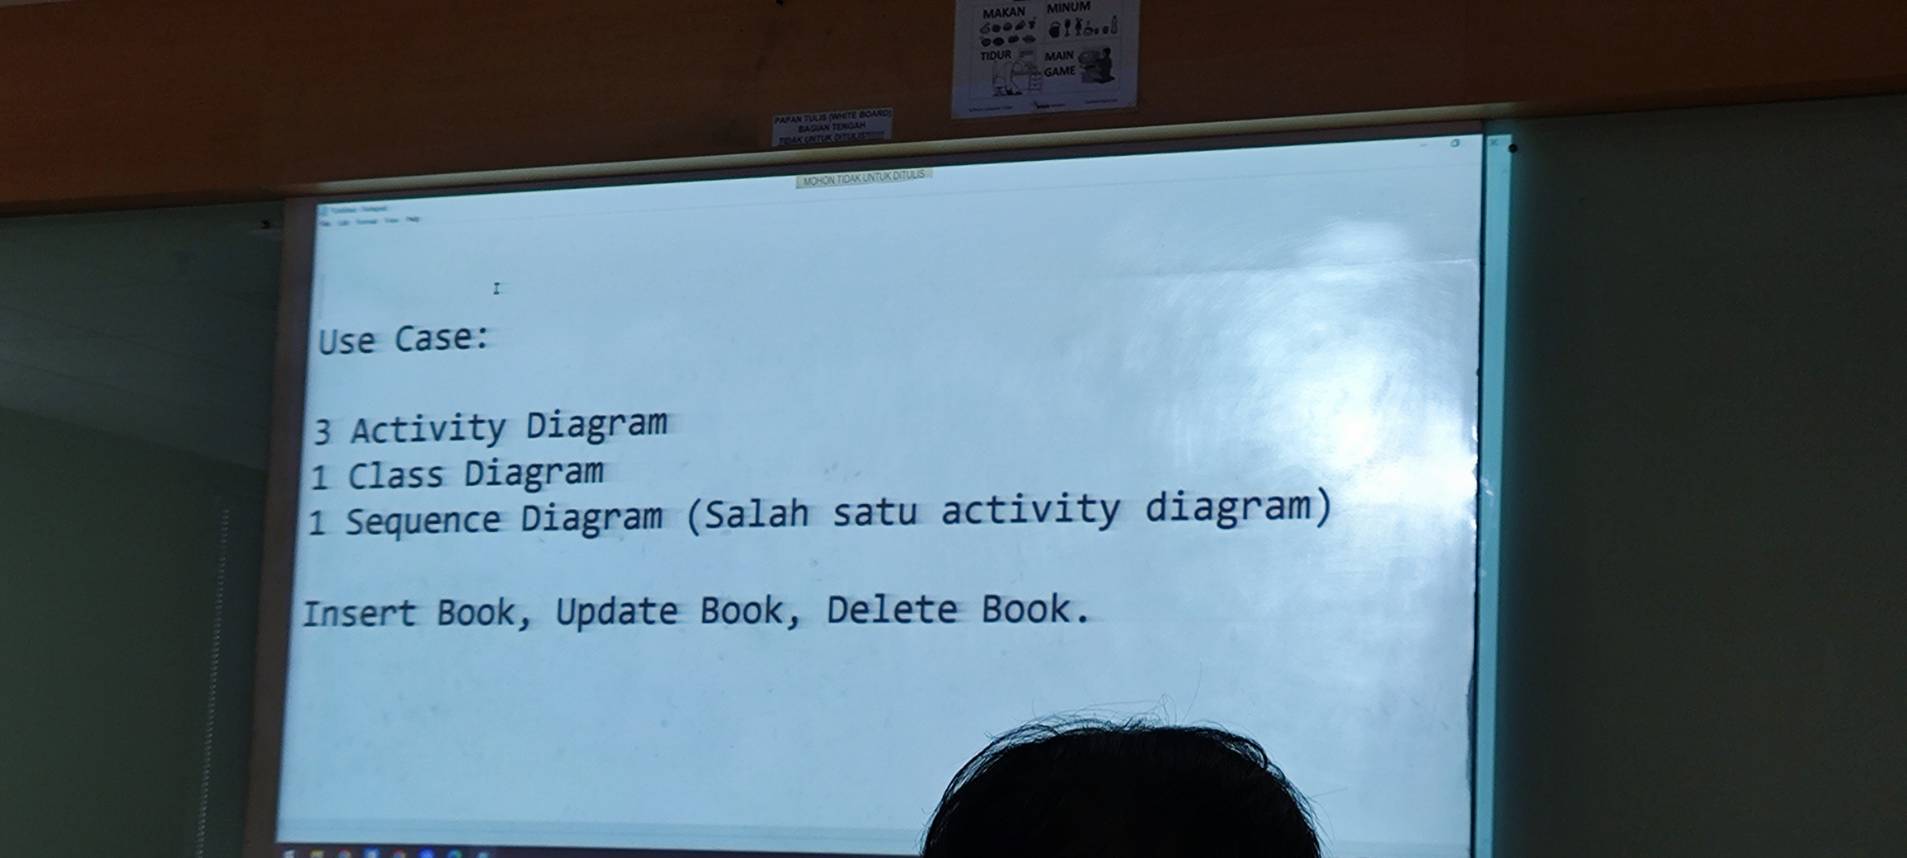 MAKAN MINUM
TIDUR MAIN
GAME
PAPAN TULIS (WHITE BOARD)
BAGIAN TENGAH
TIDAK UNTUK DITULIS!!!!!!
MOHON TIDAK UNTUK DITULIS
Use Case:
3 Activity Diagram
1 Class Diagram
1 Sequence Diagram (Salah satu activity diagram)
Insert Book, Update Book, Delete Book.